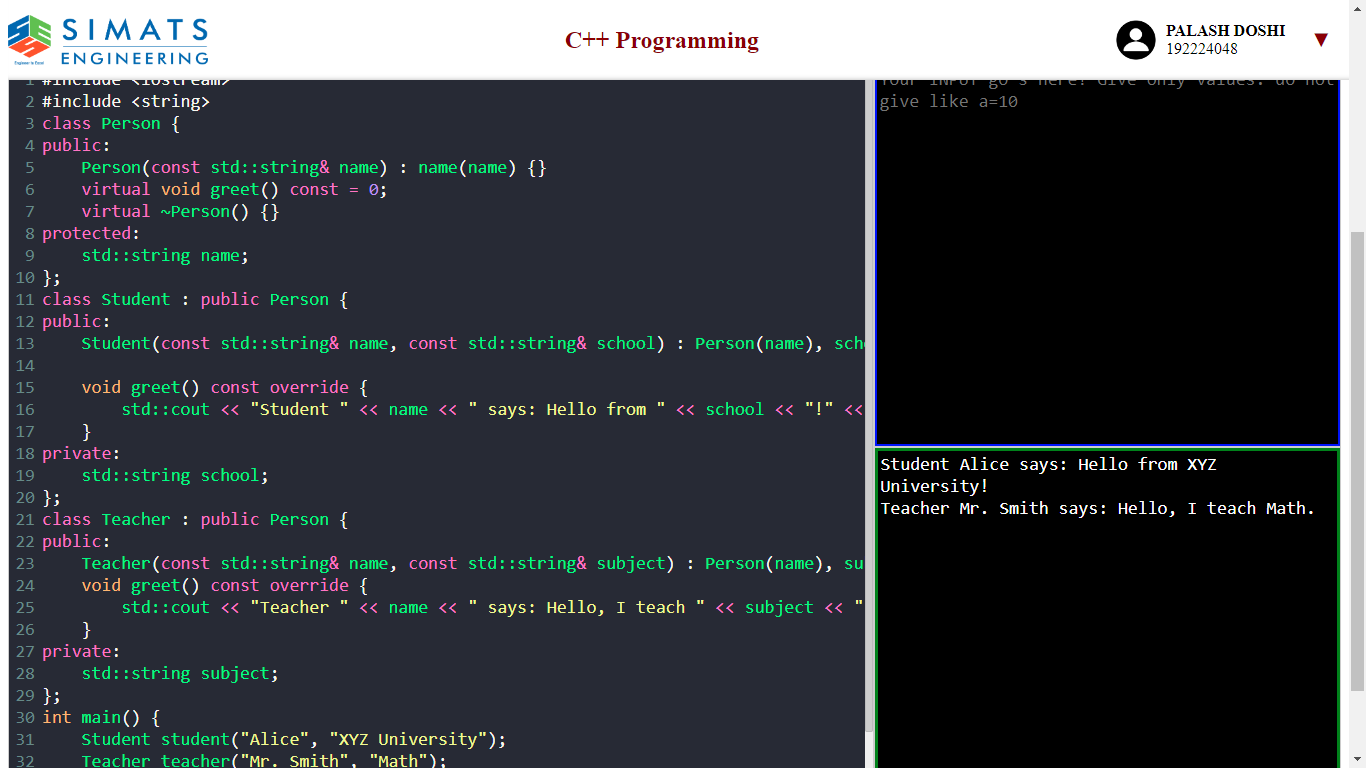 SIMATS
ENGINEERING
Engineer to Excel
C++ Programming
PALASH DOSHI
192224048
▼
1 #include <iostream>
2 #include <string>
3 class Person {
4 public:
5     Person(const std::string& name) : name(name) {}
6     virtual void greet() const = 0;
7     virtual ~Person() {}
8 protected:
9     std::string name;
10 };
11 class Student : public Person {
12 public:
13     Student(const std::string& name, const std::string& school) : Person(name), sch
14
15     void greet() const override {
16         std::cout << "Student " << name << " says: Hello from " << school << "!" <<
17     }
18 private:
19     std::string school;
20 };
21 class Teacher : public Person {
22 public:
23     Teacher(const std::string& name, const std::string& subject) : Person(name), su
24     void greet() const override {
25         std::cout << "Teacher " << name << " says: Hello, I teach " << subject << "
26     }
27 private:
28     std::string subject;
29 };
30 int main() {
31     Student student("Alice", "XYZ University");
32     Teacher teacher("Mr. Smith", "Math");
Your INPUT go's here! Give only values. do not
give like a=10
Student Alice says: Hello from XYZ
University!
Teacher Mr. Smith says: Hello, I teach Math.